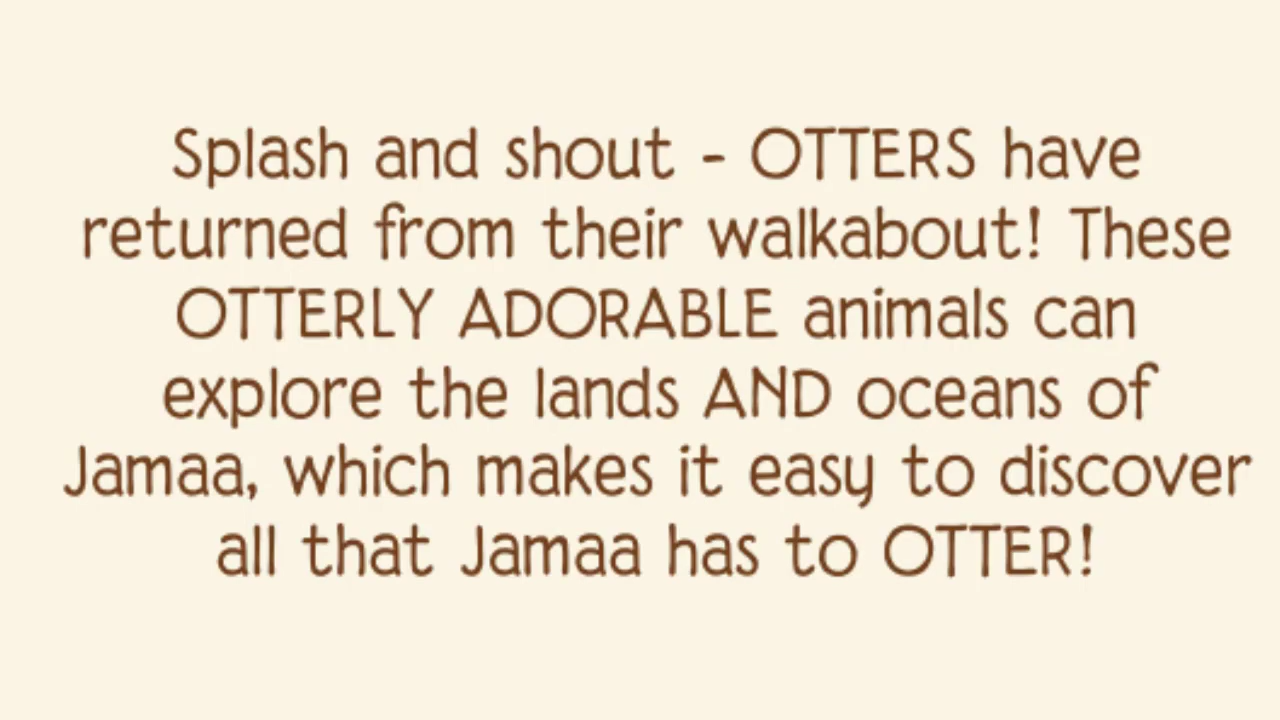 Splash and shout - OTTERS have
returned from their walkabout! These
OTTERLY ADORABLE animals can
explore the lands AND oceans of
Jamaa, which makes it easy to discover
all that Jamaa has to OTTER!